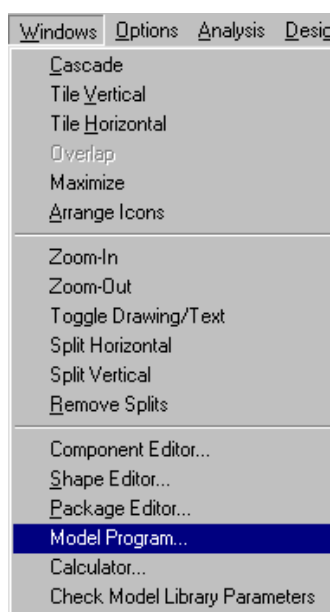 Windows Options Analysis Desig
Cascade
Tile Vertical
Tile Horizontal
Overlap
Maximize
Arrange Icons
Zoom-In
Zoom-Out
Toggle Drawing/Text
Split Horizontal
Split Vertical
Remove Splits
Component Editor...
Shape Editor...
Package Editor...
Model Program...
Calculator...
Check Model Library Parameters